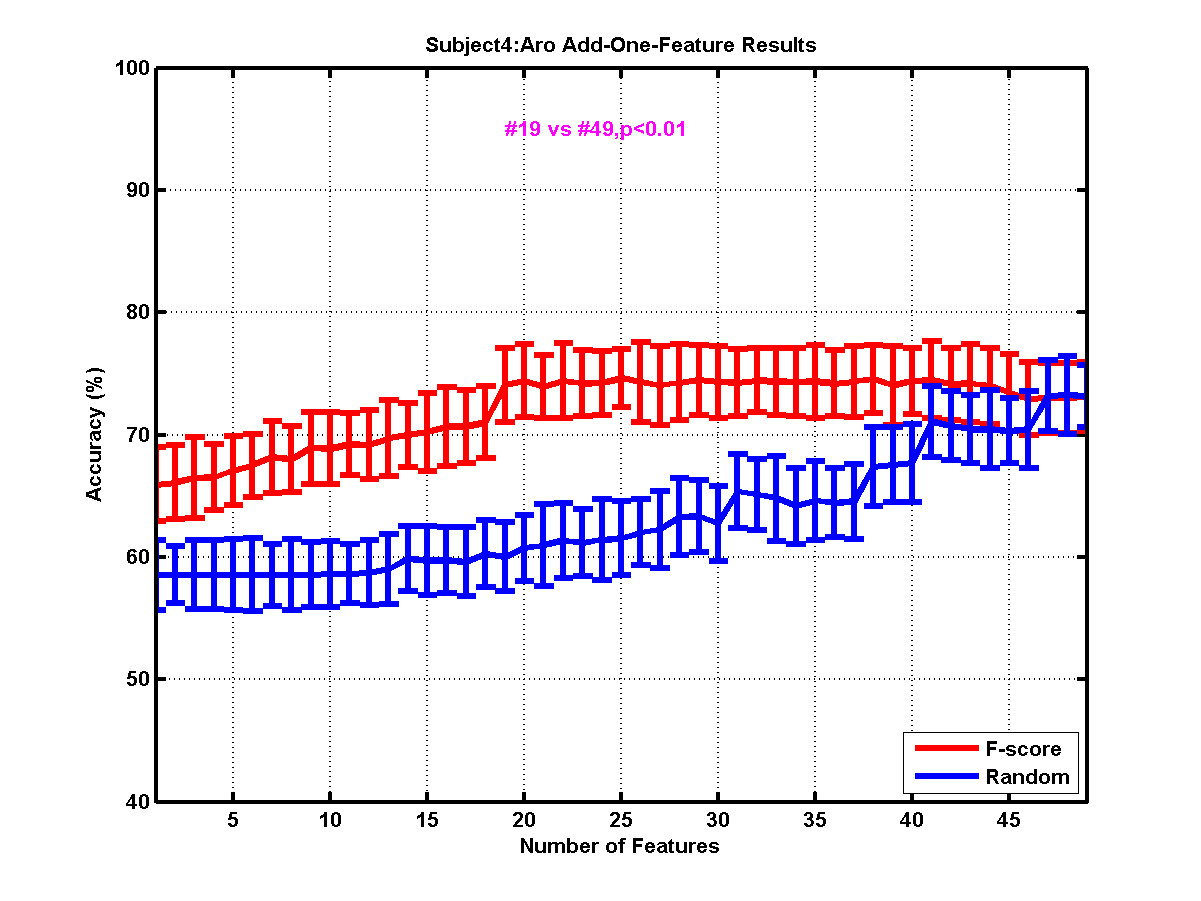 Subject4:Aro Add-One-Feature Results
100
90
80
70
60
50
40
Accuracy (%)
#19 vs #49,p<0.01
F-score
Random
5 10 15 20 25 30 35 40 45
Number of Features